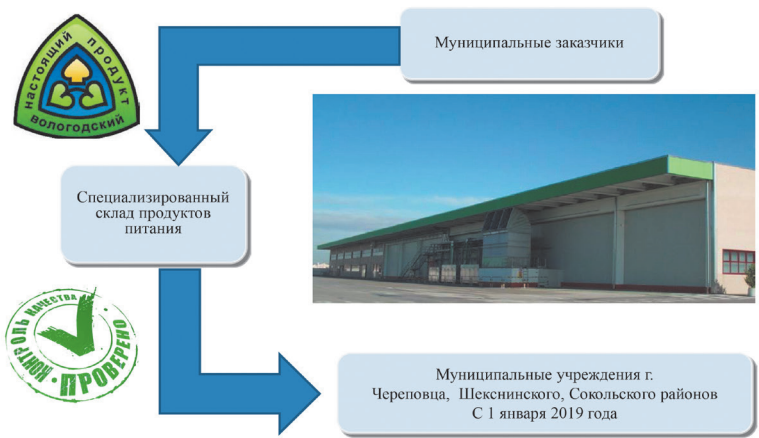 настоящий продукт
вологодский
Муниципальные заказчики
Специализированный
склад продуктов
питания
КОНТРОЛЬ КАЧЕСТВА
ПРОВЕРЕНО
Муниципальные учреждения г.
Череповца, Шекснинского, Сокольского районов
С 1 января 2019 года